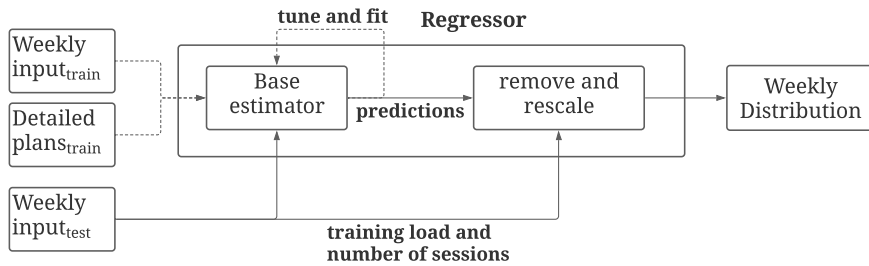 tune and fit
Regressor
Weekly
input_train
Detailed
plans_train
Weekly
input_test
Base
estimator
predictions
remove and
rescale
Weekly
Distribution
training load and
number of sessions